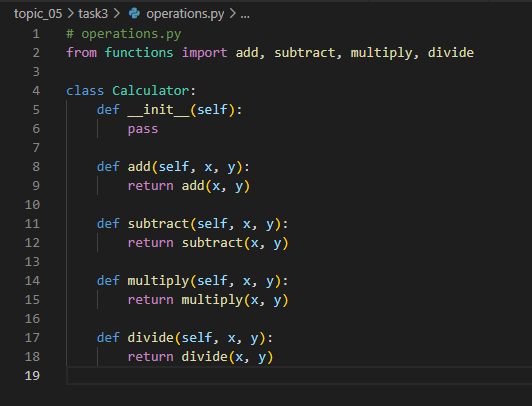 topic_05 > task3 > operations.py > ...
1 # operations.py
2 from functions import add, subtract, multiply, divide
3
4 class Calculator:
5     def __init__(self):
6         pass
7
8     def add(self, x, y):
9         return add(x, y)
10
11     def subtract(self, x, y):
12         return subtract(x, y)
13
14     def multiply(self, x, y):
15         return multiply(x, y)
16
17     def divide(self, x, y):
18         return divide(x, y)
19